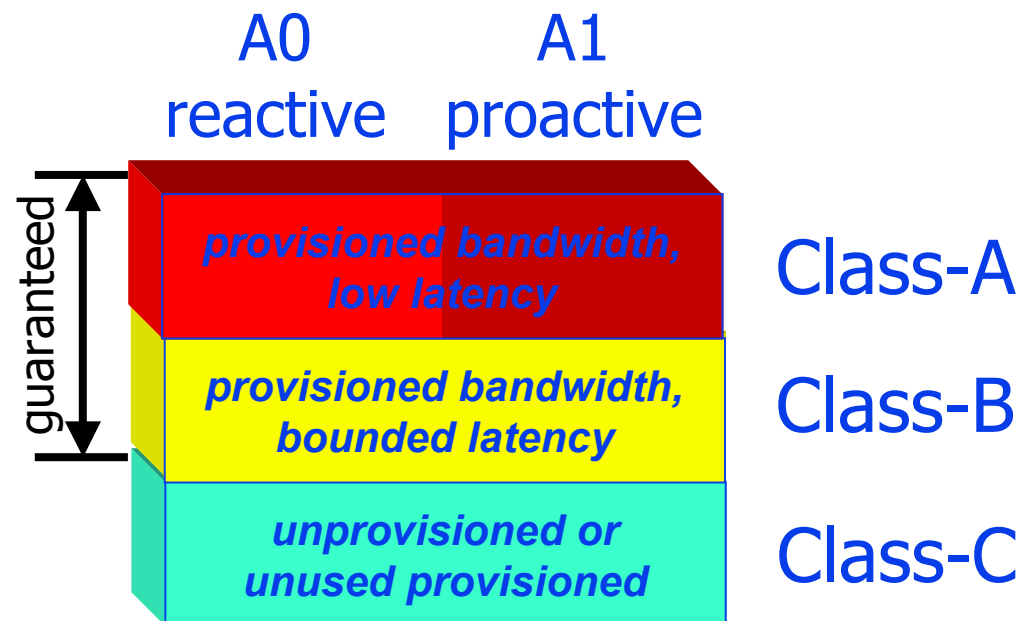 A0
A1
reactive
proactive
guaranteed
provisioned bandwidth,
low latency
Class-A
provisioned bandwidth,
bounded latency
Class-B
unprovisioned or
unused provisioned
Class-C